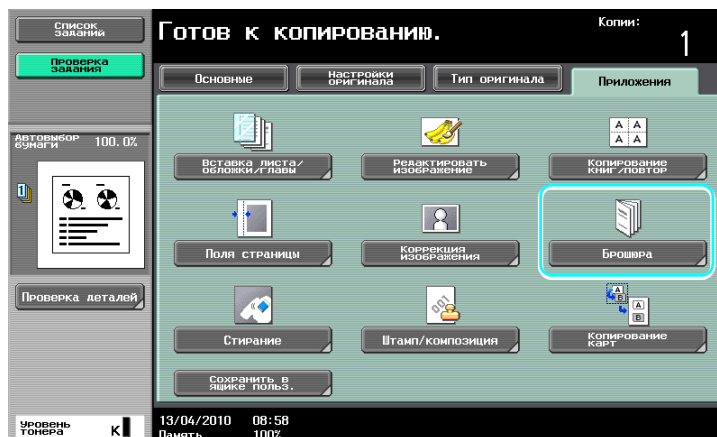 Список
заданий
Готов к копированию.
Копии:
1
Проверка
задания
Основные
Настройки
оригинала
Тип оригинала
Приложения
Автовыбор
бумаги
100.0%
Вставка листа/
обложки/главы
Редактировать
изображение
Копирование
книг/повтор
Поля страницы
Коррекция
изображения
Брошюра
Проверка деталей
Стирание
Штамп/композиция
Копирование
карт
Сохранить в
ящике польз.
Уровень
тонера
K
13/04/2010 08:58
Память 100%